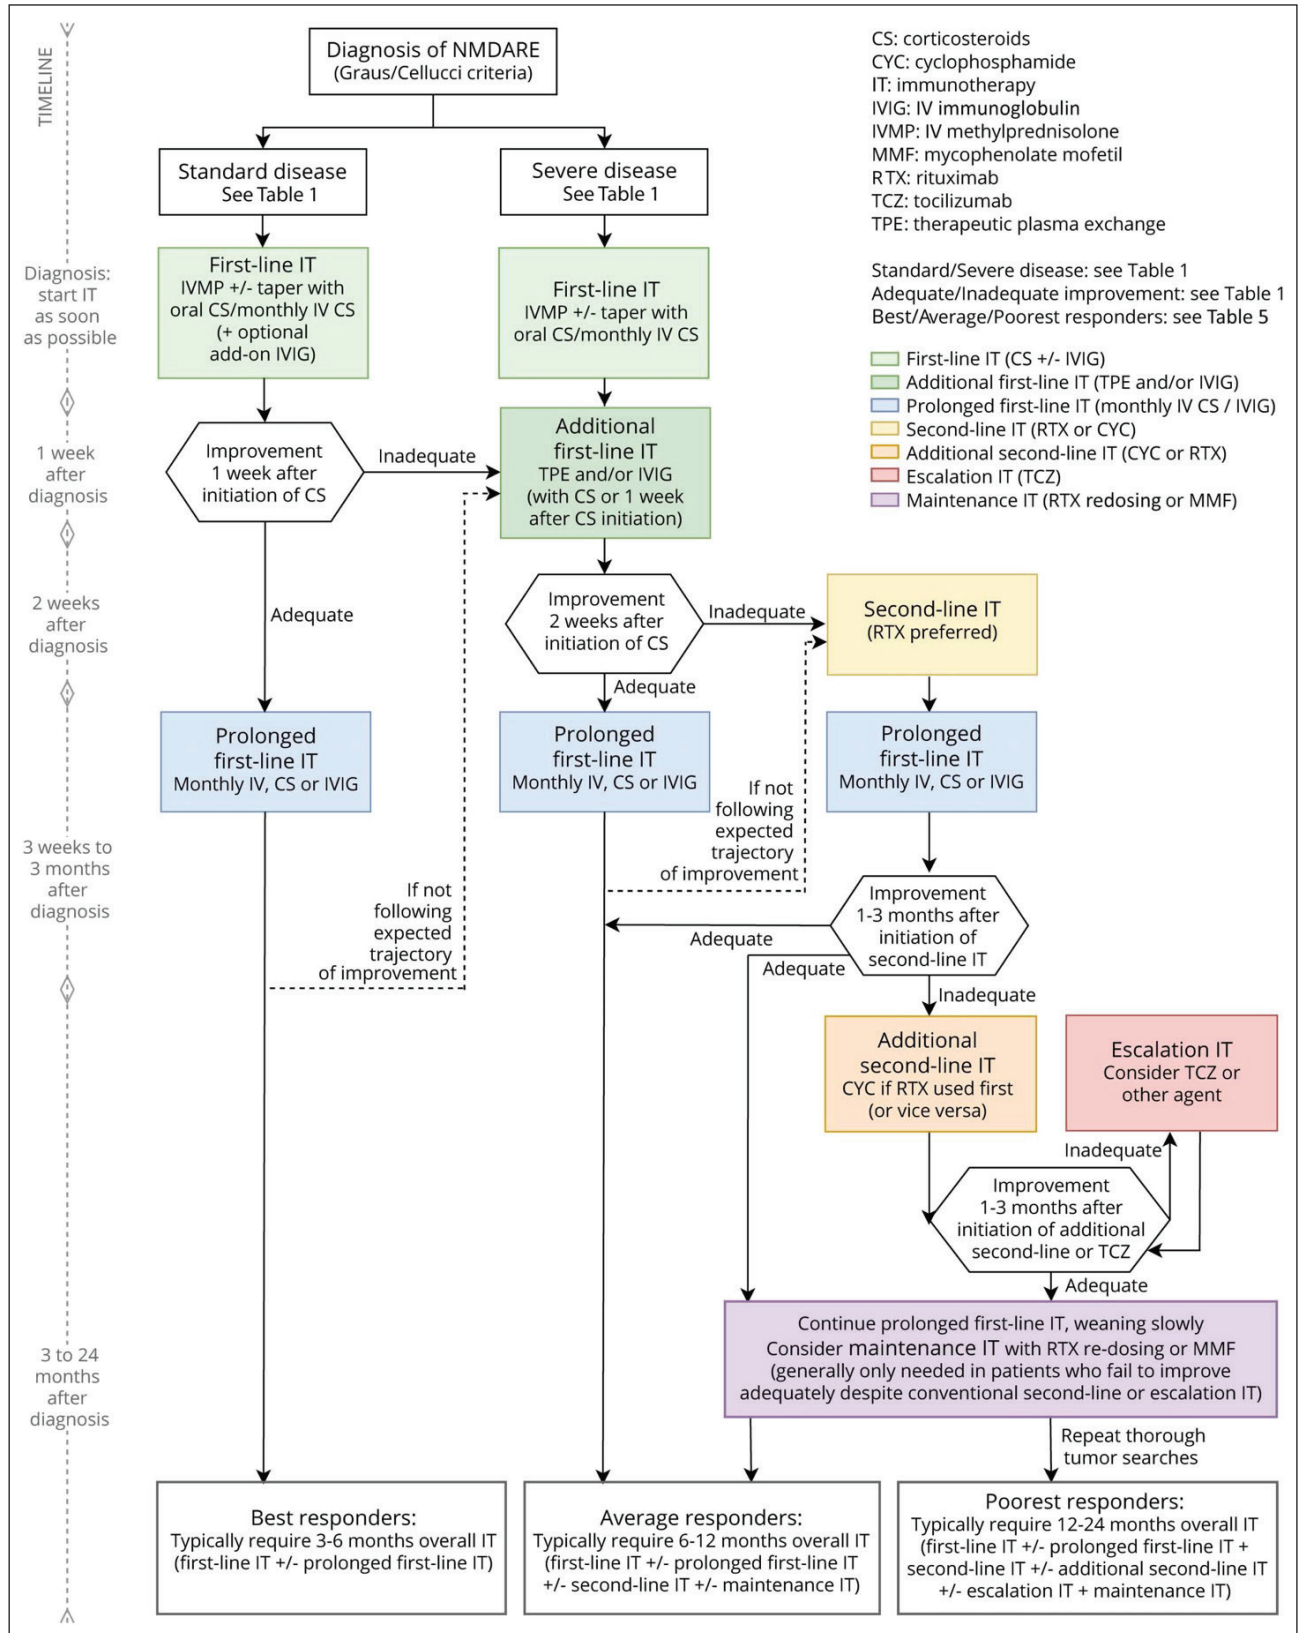 TIMELINE
Diagnosis of NMDARE
(Graus/Cellucci criteria)
CS: corticosteroids
CYC: cyclophosphamide
IT: immunotherapy
IVIG: IV immunoglobulin
IVMP: IV methylprednisolone
MMF: mycophenolate mofetil
RTX: rituximab
TCZ: tocilizumab
TPE: therapeutic plasma exchange
Standard/Severe disease: see Table 1
Adequate/Inadequate improvement: see Table 1
Best/Average/Poorest responders: see Table 5
First-line IT (CS +/- IVIG)
Additional first-line IT (TPE and/or IVIG)
Prolonged first-line IT (monthly IV CS / IVIG)
Second-line IT (RTX or CYC)
Additional second-line IT (CYC or RTX)
Escalation IT (TCZ)
Maintenance IT (RTX redosing or MMF)
Standard disease
See Table 1
Severe disease
See Table 1
Diagnosis:
start IT
as soon
as possible
First-line IT
IVMP +/- taper with
oral CS/monthly IV CS
(+ optional
add-on IVIG)
First-line IT
IVMP +/- taper with
oral CS/monthly IV CS
1 week
after
diagnosis
Improvement
1 week after
initiation of CS
Inadequate
Additional
first-line IT
TPE and/or IVIG
(with CS or 1 week
after CS initiation)
2 weeks
after
diagnosis
Adequate
Improvement
2 weeks after
initiation of CS
Inadequate
Second-line IT
(RTX preferred)
Adequate
3 weeks to
3 months
after
diagnosis
Prolonged
first-line IT
Monthly IV, CS or IVIG
Prolonged
first-line IT
Monthly IV, CS or IVIG
Prolonged
first-line IT
Monthly IV, CS or IVIG
If not
following
expected
trajectory
of improvement
If not
following
expected
trajectory
of improvement
Improvement
1-3 months after
initiation of
second-line IT
Adequate
Adequate
Inadequate
Additional
second-line IT
CYC if RTX used first
(or vice versa)
Escalation IT
Consider TCZ or
other agent
Inadequate
Improvement
1-3 months after
initiation of additional
second-line or TCZ
Adequate
3 to 24
months
after
diagnosis
Continue prolonged first-line IT, weaning slowly
Consider maintenance IT with RTX re-dosing or MMF
(generally only needed in patients who fail to improve
adequately despite conventional second-line or escalation IT)
Repeat thorough
tumor searches
Best responders:
Typically require 3-6 months overall IT
(first-line IT +/- prolonged first-line IT)
Average responders:
Typically require 6-12 months overall IT
(first-line IT +/- prolonged first-line IT
+/- second-line IT +/- maintenance IT)
Poorest responders:
Typically require 12-24 months overall IT
(first-line IT +/- prolonged first-line IT +
second-line IT +/- additional second-line IT
+/- escalation IT + maintenance IT)